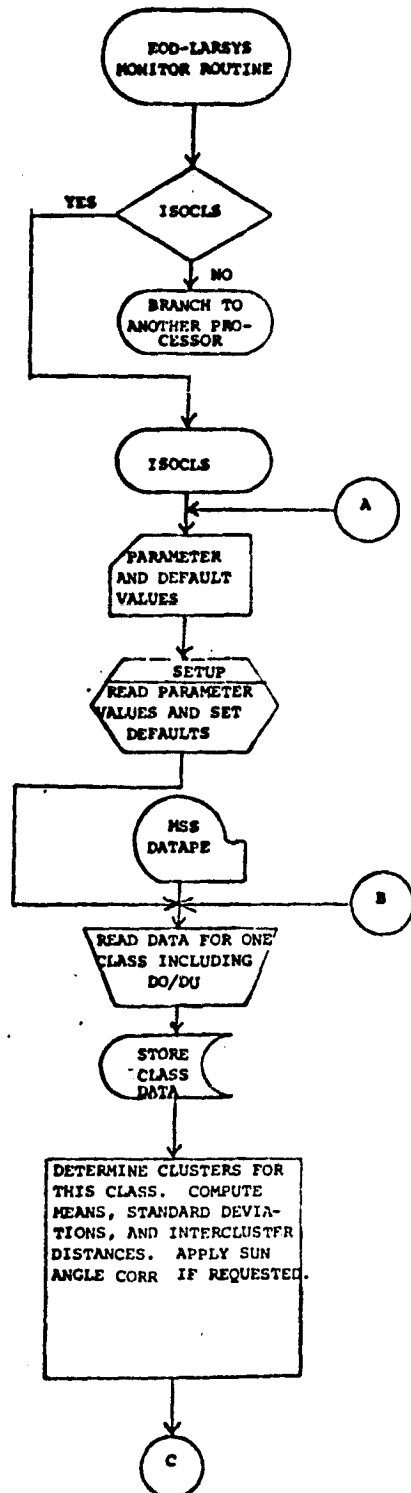 EOD-LARSYS
MONITOR ROUTINE
ISOCLS
YES
NO
BRANCH TO
ANOTHER PRO-
CESSOR
ISOCLS
A
PARAMETER
AND DEFAULT
VALUES
SETUP
READ PARAMETER
VALUES AND SET
DEFAULTS
MSS
DATAPE
B
READ DATA FOR ONE
CLASS INCLUDING
DO/DU
STORE
CLASS
DATA
DETERMINE CLUSTERS FOR
THIS CLASS. COMPUTE
MEANS, STANDARD DEVIA-
TIONS, AND INTERCLUSTER
DISTANCES. APPLY SUN
ANGLE CORR IF REQUESTED.
C